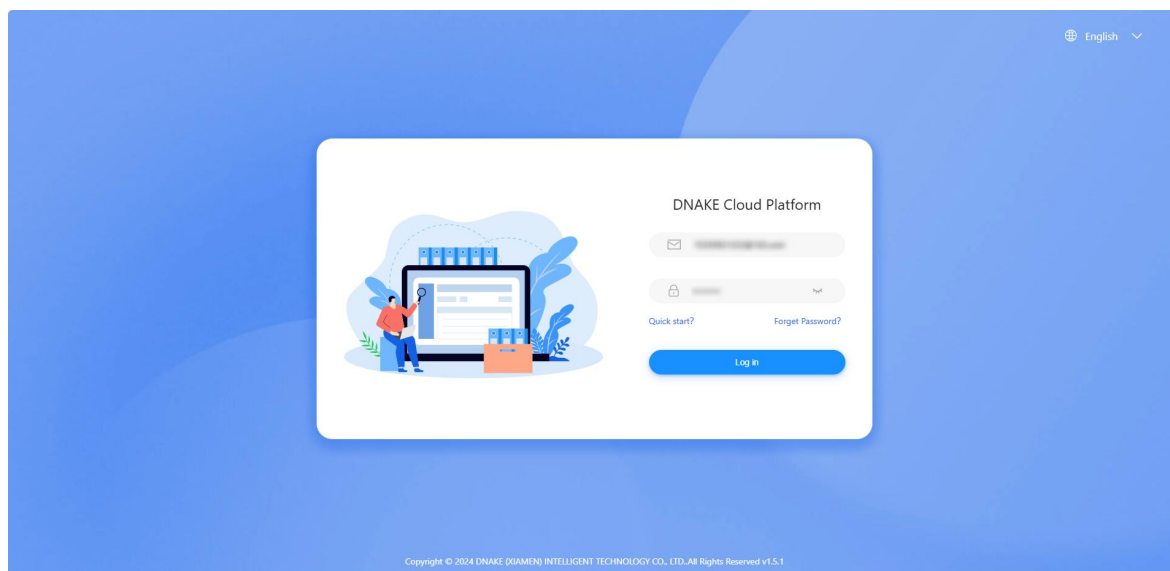 English
DNAKE Cloud Platform
Quick start?
Forget Password?
Log in
Copyright © 2024 DNAKE (XIAMEN) INTELLIGENT TECHNOLOGY CO., LTD.,All Rights Reserved v1.5.1